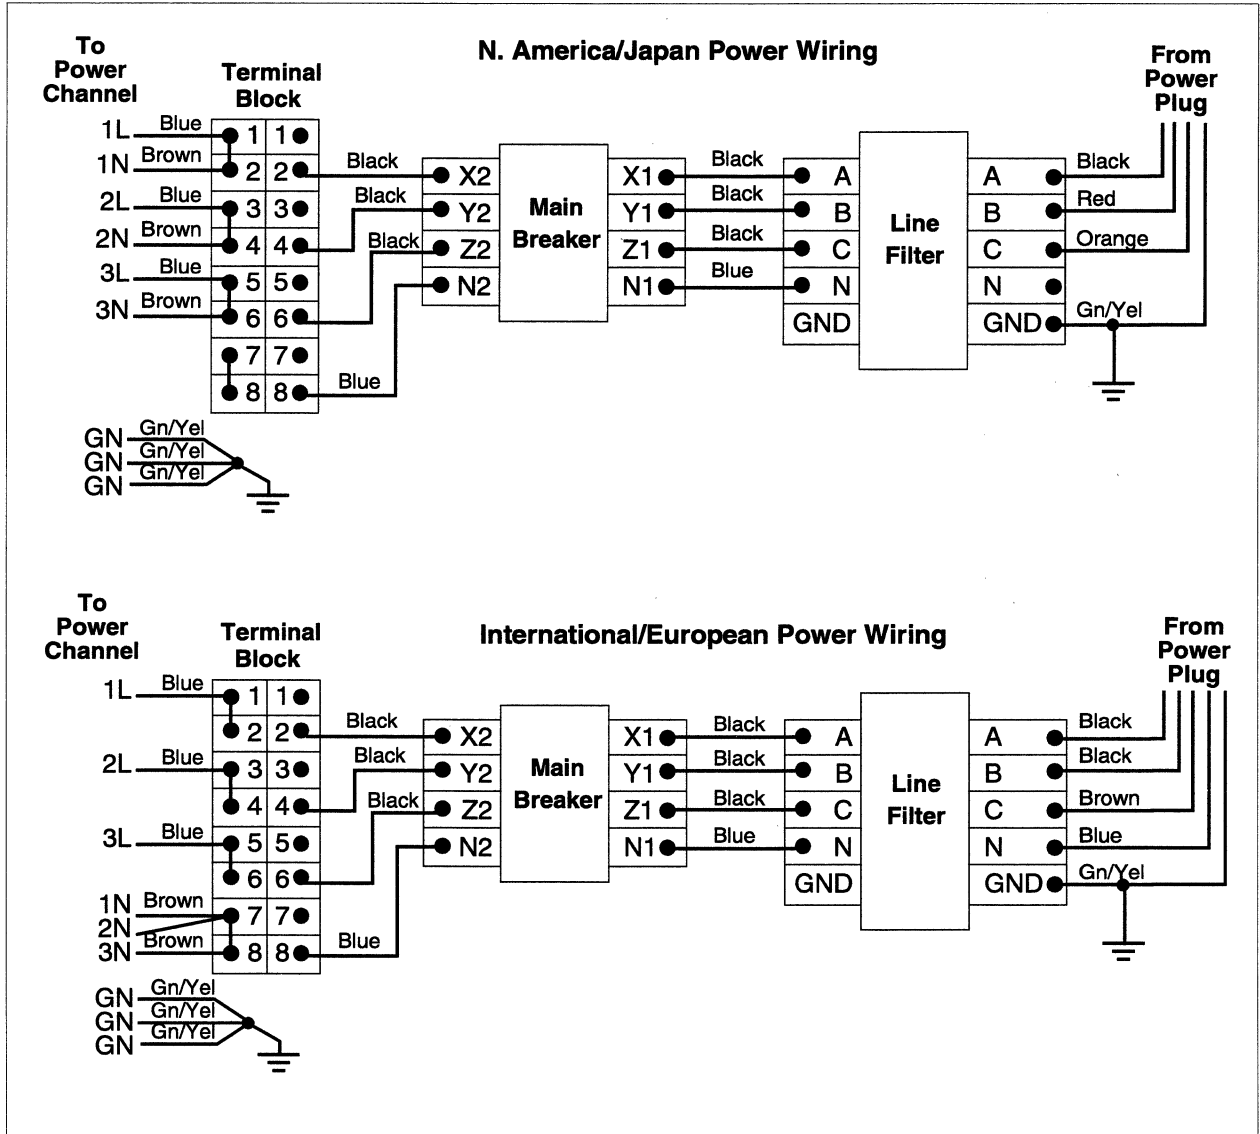 N. America/Japan Power Wiring
To
Power
Channel
Terminal
Block
From
Power
Plug
1L Blue 1 1
1N Brown 2 2 Black X2 X1 Black A A Black
2L Blue 3 3 Black Y2 Y1 Black B B Red
2N Brown 4 4 Black Z2 Z1 Black C C Orange
3L Blue 5 5 N2 N1 Blue N N
3N Brown 6 6 GND GND Gn/Yel
7 7
8 8 Blue
Main
Breaker
Line
Filter
GN Gn/Yel
GN Gn/Yel
GN Gn/Yel
International/European Power Wiring
To
Power
Channel
Terminal
Block
From
Power
Plug
1L Blue 1 1
2 2 Black X2 X1 Black A A Black
2L Blue 3 3 Black Y2 Y1 Black B B Black
4 4 Black Z2 Z1 Black C C Brown
3L Blue 5 5 N2 N1 Blue N N Blue
6 6 GND GND Gn/Yel
1N Brown 7 7
2N
3N Brown 8 8 Blue
Main
Breaker
Line
Filter
GN Gn/Yel
GN Gn/Yel
GN Gn/Yel